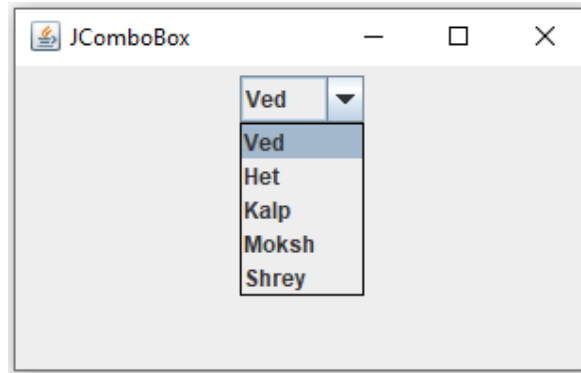 JComboBox
Ved
Ved
Het
Kalp
Moksh
Shrey